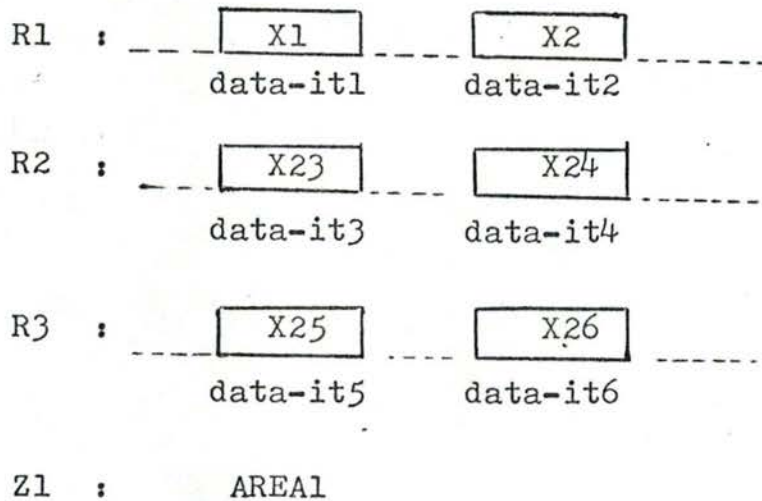 R1 : X1 X2
data-it1 data-it2
R2 : X23 X24
data-it3 data-it4
R3 : X25 X26
data-it5 data-it6
Z1 : AREA1